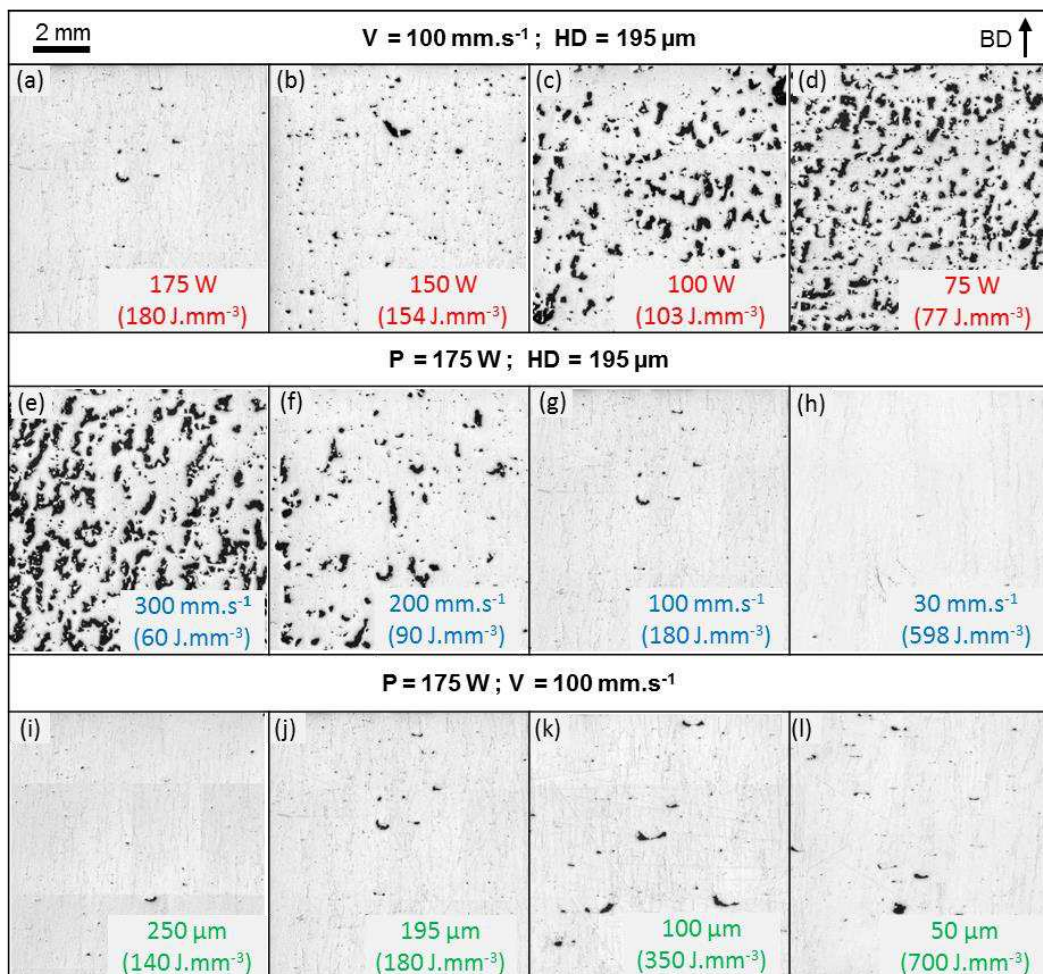 2 mm
V = 100 mm.s⁻¹ ; HD = 195 µm
BD
(a)
175 W
(180 J.mm⁻³)
(b)
150 W
(154 J.mm⁻³)
(c)
100 W
(103 J.mm⁻³)
(d)
75 W
(77 J.mm⁻³)
P = 175 W ; HD = 195 µm
(e)
300 mm.s⁻¹
(60 J.mm⁻³)
(f)
200 mm.s⁻¹
(90 J.mm⁻³)
(g)
100 mm.s⁻¹
(180 J.mm⁻³)
(h)
30 mm.s⁻¹
(598 J.mm⁻³)
P = 175 W ; V = 100 mm.s⁻¹
(i)
250 µm
(140 J.mm⁻³)
(j)
195 µm
(180 J.mm⁻³)
(k)
100 µm
(350 J.mm⁻³)
(l)
50 µm
(700 J.mm⁻³)